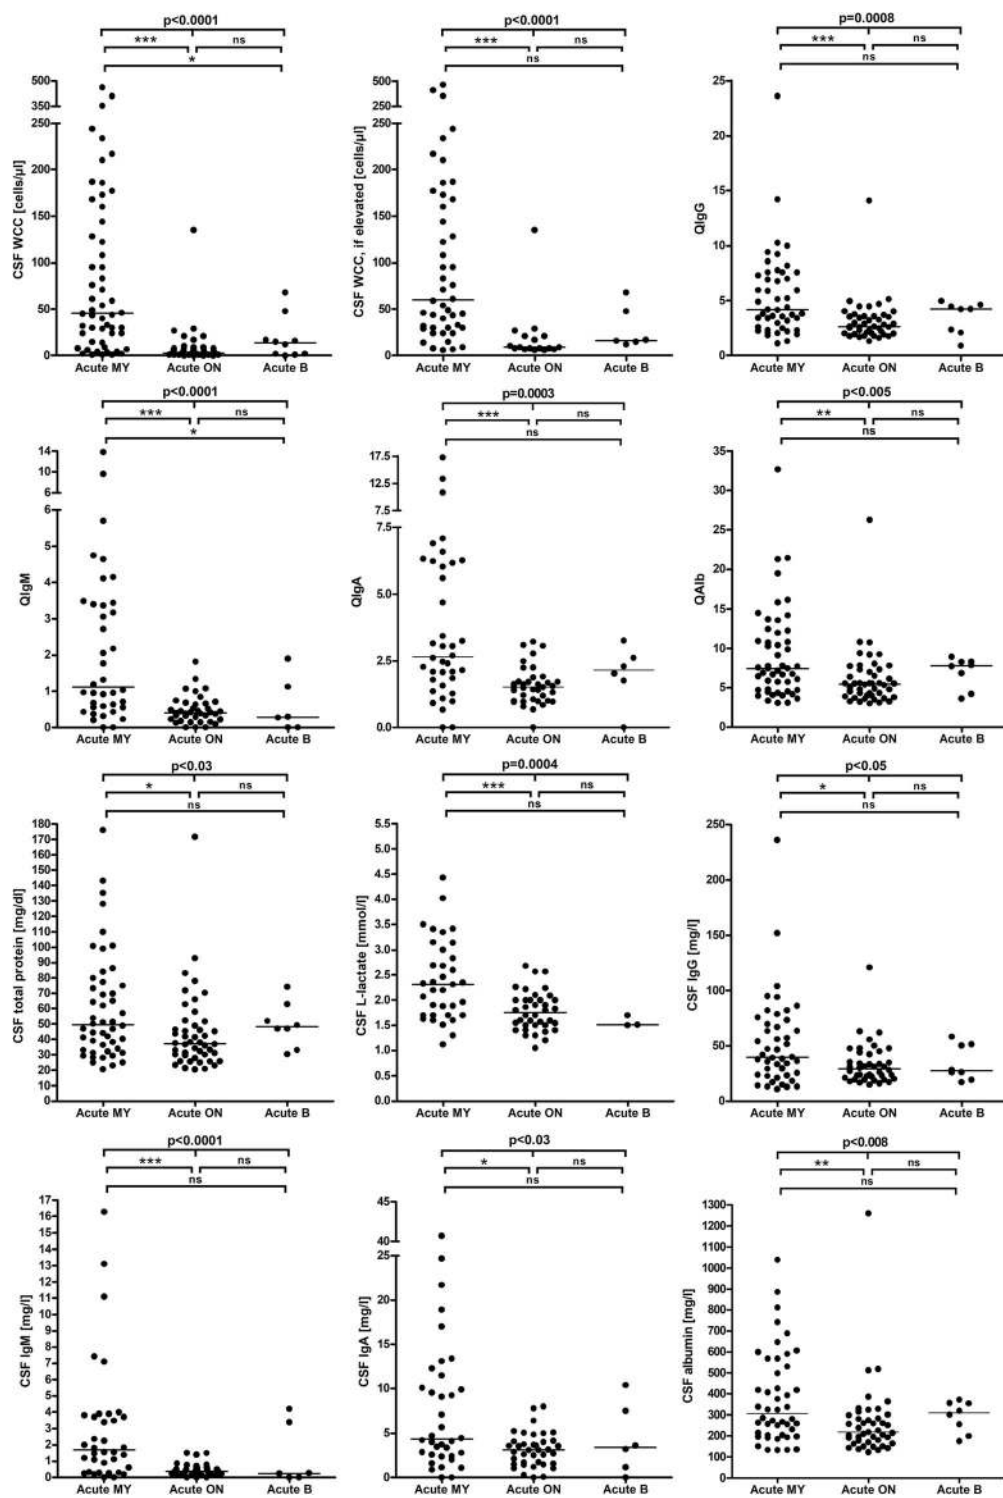 p<0.0001
*** ns
*
CSF WCC [cells/µl]
500
350
250
200
150
100
50
0
Acute MY Acute ON Acute B
p<0.0001
*** ns
ns
CSF WCC, if elevated [cells/µl]
500
350
250
200
150
100
50
0
Acute MY Acute ON Acute B
p=0.0008
*** ns
ns
QIgG
25
20
15
10
5
0
Acute MY Acute ON Acute B
p<0.0001
*** ns
*
QIgM
14
12
10
8
6
6
5
4
3
2
1
0
Acute MY Acute ON Acute B
p=0.0003
*** ns
ns
QIgA
17.5
12.5
7.5
7.5
5.0
2.5
0.0
Acute MY Acute ON Acute B
p<0.005
** ns
ns
QAlb
35
30
25
20
15
10
5
0
Acute MY Acute ON Acute B
p<0.03
* ns
ns
CSF total protein [mg/dl]
180
170
160
150
140
130
120
110
100
90
80
70
60
50
40
30
20
10
0
Acute MY Acute ON Acute B
p=0.0004
*** ns
ns
CSF L-lactate [mmol/l]
5.5
5.0
4.5
4.0
3.5
3.0
2.5
2.0
1.5
1.0
0.5
0.0
Acute MY Acute ON Acute B
p<0.05
* ns
ns
CSF IgG [mg/l]
250
200
150
100
50
0
Acute MY Acute ON Acute B
p<0.0001
*** ns
ns
CSF IgM [mg/l]
17
16
15
14
13
12
11
10
9
8
7
6
5
4
3
2
1
0
Acute MY Acute ON Acute B
p<0.03
* ns
ns
CSF IgA [mg/l]
45
40
25
20
15
10
5
0
Acute MY Acute ON Acute B
p<0.008
** ns
ns
CSF albumin [mg/l]
1300
1200
1100
1000
900
800
700
600
500
400
300
200
100
0
Acute MY Acute ON Acute B